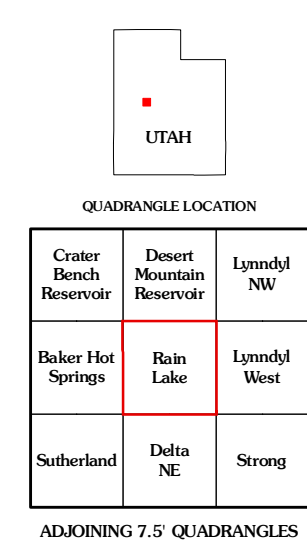 UTAH
QUADRANGLE LOCATION
Crater
Bench
Reservoir
Desert
Mountain
Reservoir
Lynndyl
NW
Baker Hot
Springs
Rain
Lake
Lynndyl
West
Sutherland
Delta
NE
Strong
ADJOINING 7.5' QUADRANGLES